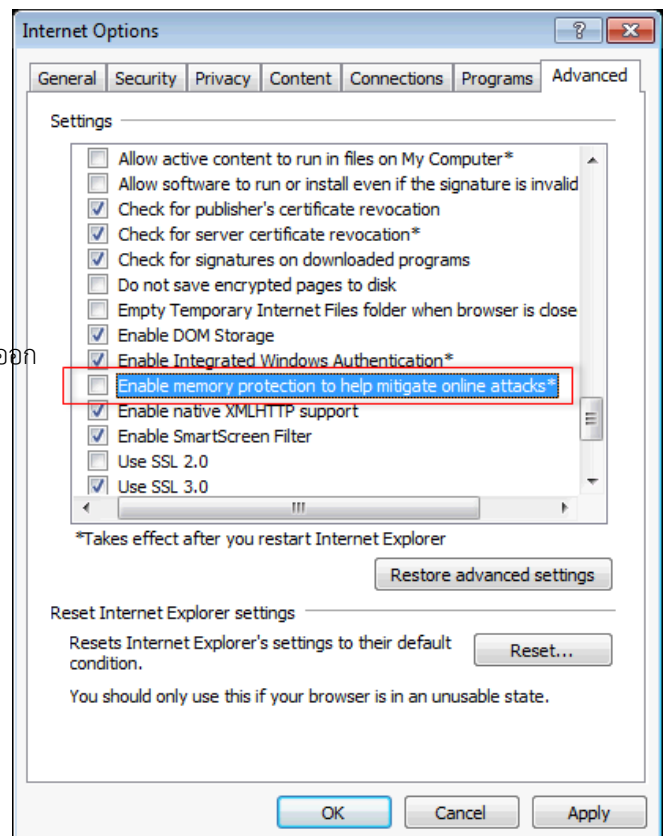 Internet Options
General Security Privacy Content Connections Programs Advanced
Settings
Allow active content to run in files on My Computer*
Allow software to run or install even if the signature is invalid
Check for publisher's certificate revocation
Check for server certificate revocation*
Check for signatures on downloaded programs
Do not save encrypted pages to disk
Empty Temporary Internet Files folder when browser is close
Enable DOM Storage
Enable Integrated Windows Authentication*
Enable memory protection to help mitigate online attacks*
Enable native XMLHTTP support
Enable SmartScreen Filter
Use SSL 2.0
Use SSL 3.0
*Takes effect after you restart Internet Explorer
Restore advanced settings
Reset Internet Explorer settings
Resets Internet Explorer's settings to their default
condition.
Reset...
You should only use this if your browser is in an unusable state.
OK Cancel Apply